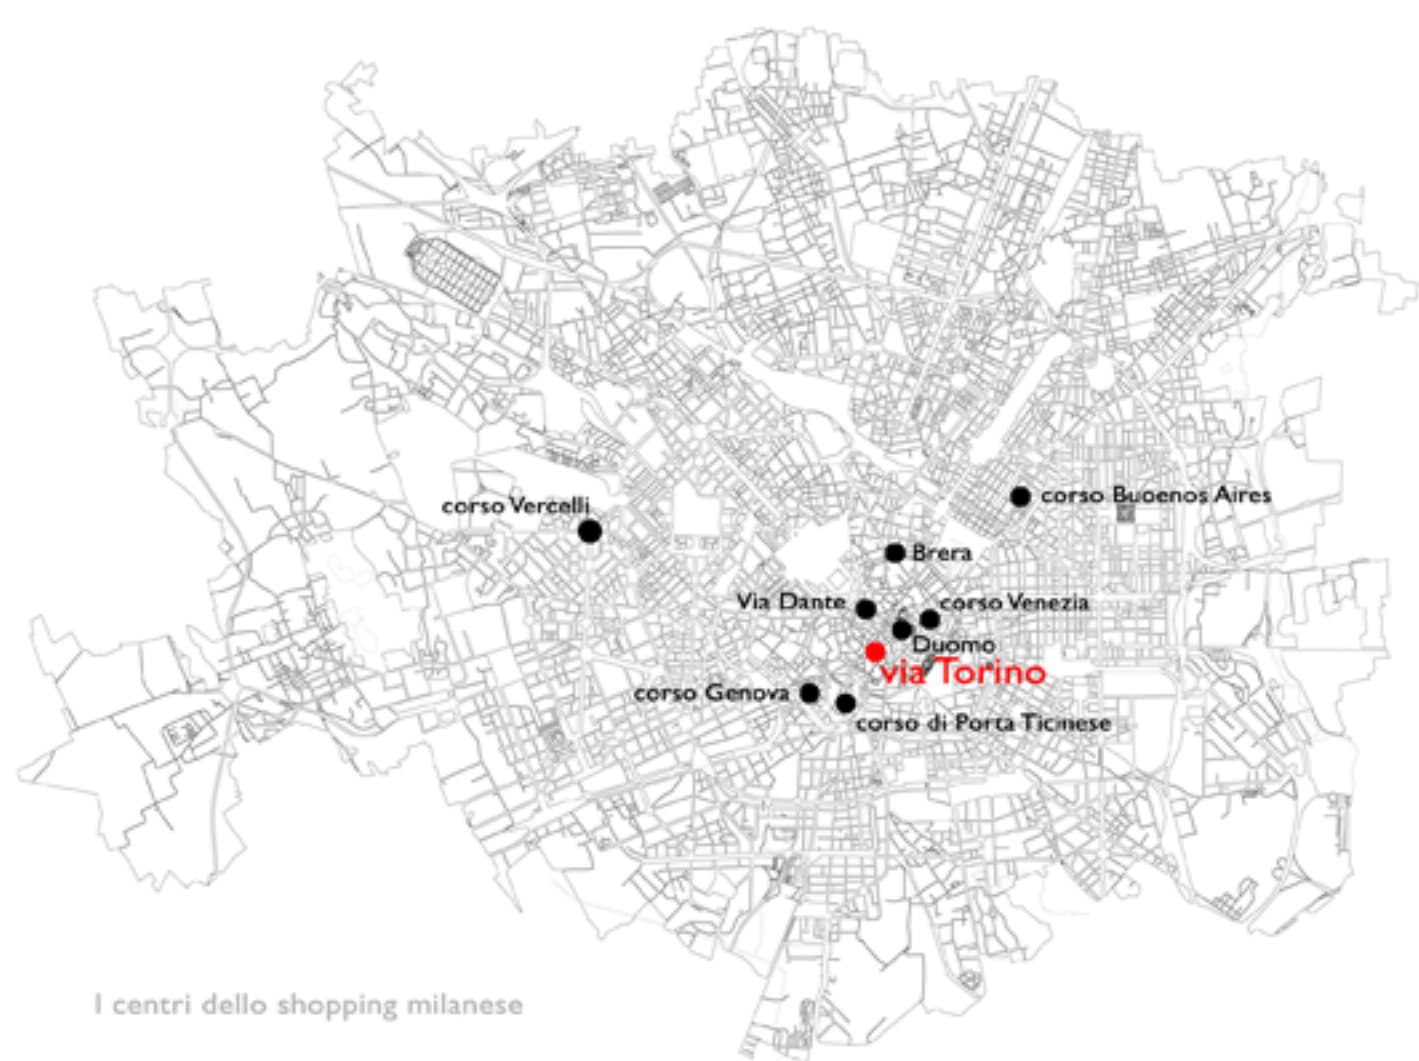 corso Vercelli
corso Buoenos Aires
Brera
Via Dante
corso Venezia
Duomo
via Torino
corso Genova
corso di Porta Ticinese
I centri dello shopping milanese